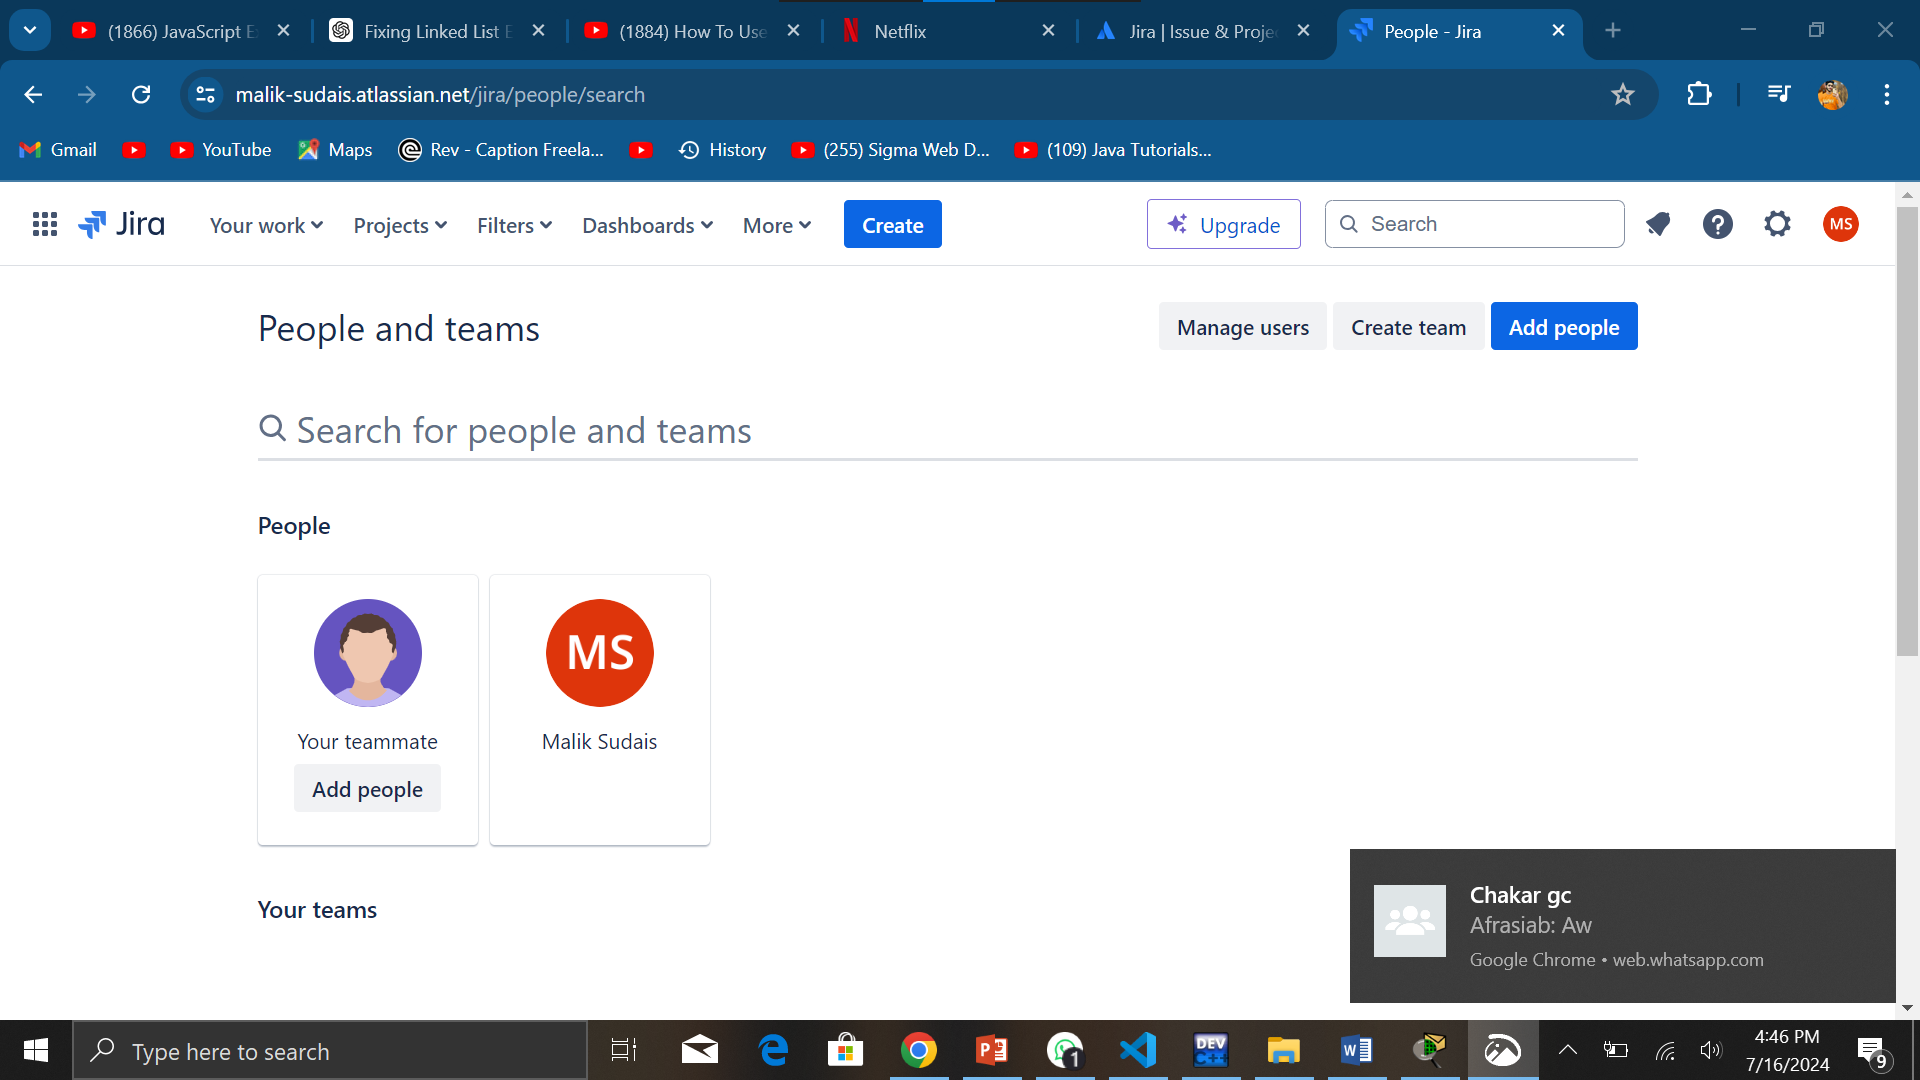 (1866) JavaScript E
Fixing Linked List E
(1884) How To Use
Netflix
Jira | Issue & Projec
People - Jira
malik-sudais.atlassian.net/jira/people/search
Gmail
YouTube
Maps
Rev - Caption Freela...
History
(255) Sigma Web D...
(109) Java Tutorials...
Jira
Your work
Projects
Filters
Dashboards
More
Create
Upgrade
Search
MS
People and teams
Manage users
Create team
Add people
Search for people and teams
People
MS
Your teammate
Malik Sudais
Add people
Your teams
Chakar gc
Afrasiab: Aw
Google Chrome • web.whatsapp.com
Type here to search
1
DEV
C++
4:46 PM
7/16/2024
9